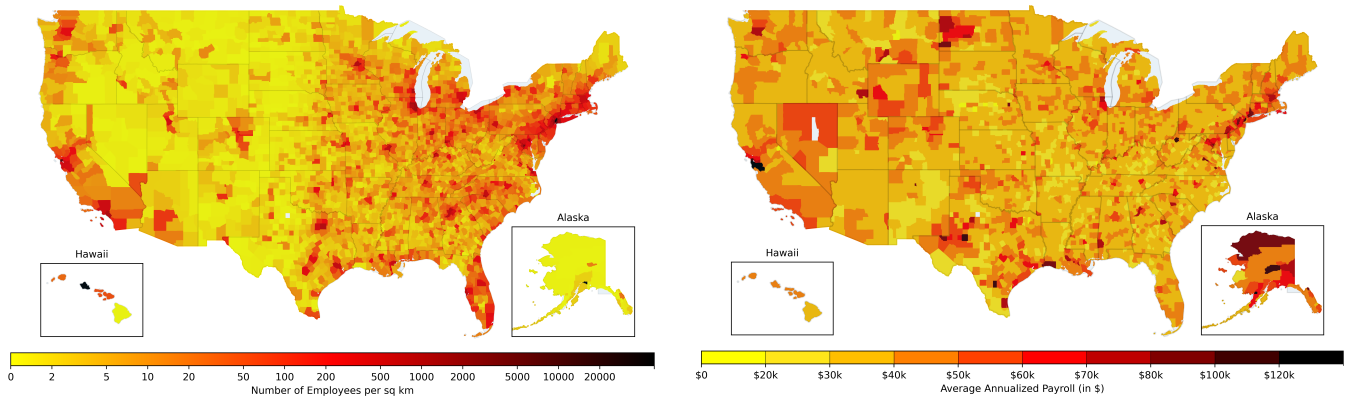 Alaska
Hawaii
0 2 5 10 20 50 100 200 500 1000 2000 5000 10000 20000
Number of Employees per sq km
Alaska
Hawaii
$0 $20k $30k $40k $50k $60k $70k $80k $100k $120k
Average Annualized Payroll (in $)